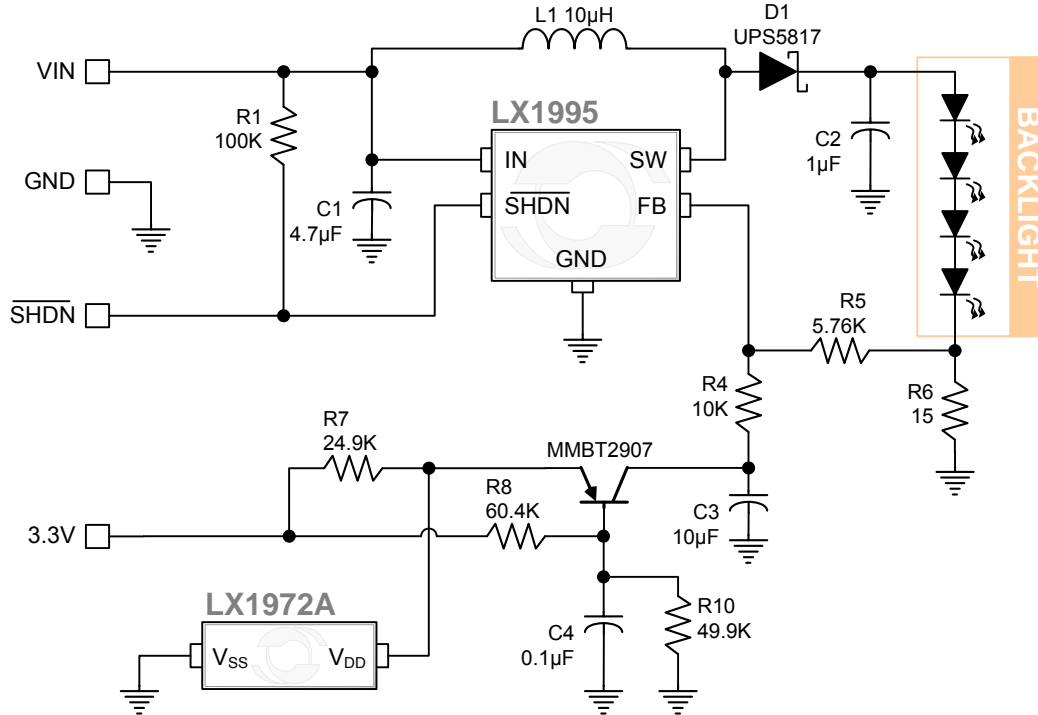 L1 10µH
D1
UPS5817
VIN
R1
100K
LX1995
IN
SW
C2
1µF
BACKLIGHT
GND
C1
4.7µF
SHDN
FB
GND
SHDN
R5
5.76K
R4
10K
R6
15
R7
24.9K
MMBT2907
R8
60.4K
C3
10µF
3.3V
LX1972A
C4
0.1µF
R10
49.9K
VSS
VDD